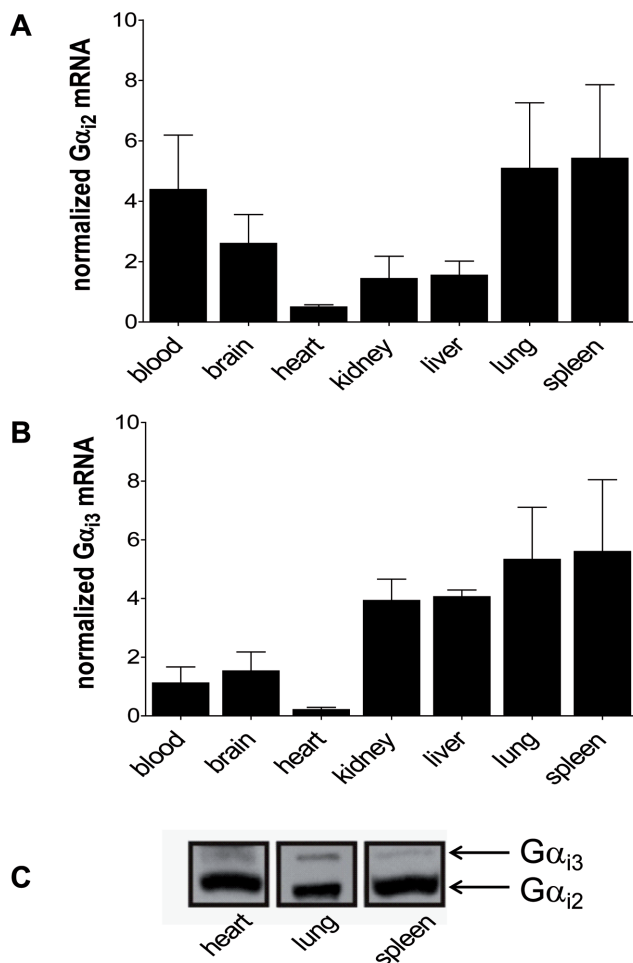 A
normalized Gαi2 mRNA
10
8
6
4
2
0
blood brain heart kidney liver lung spleen
B
normalized Gαi3 mRNA
10
8
6
4
2
0
blood brain heart kidney liver lung spleen
C
Gαi3
Gαi2
heart lung spleen